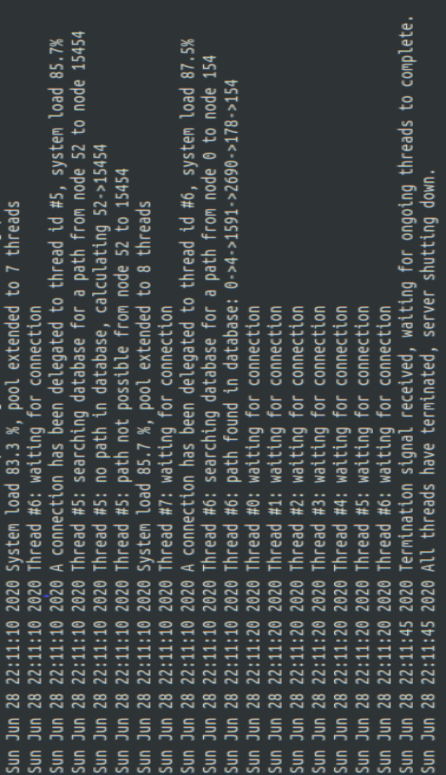 Sun Jun 28 22:11:10 2020 System load 83.3 %, pool extended to 7 threads
Sun Jun 28 22:11:10 2020 Thread #6: waiting for connection
Sun Jun 28 22:11:10 2020 A connection has been delegated to thread id #5, system load 85.7%
Sun Jun 28 22:11:10 2020 Thread #5: searching database for a path from node 52 to node 15454
Sun Jun 28 22:11:10 2020 Thread #5: no path in database, calculating 52->15454
Sun Jun 28 22:11:10 2020 Thread #5: path not possible from node 52 to 15454
Sun Jun 28 22:11:10 2020 System load 85.7 %, pool extended to 8 threads
Sun Jun 28 22:11:10 2020 Thread #7: waiting for connection
Sun Jun 28 22:11:10 2020 A connection has been delegated to thread id #6, system load 87.5%
Sun Jun 28 22:11:10 2020 Thread #6: searching database for a path from node 0 to node 154
Sun Jun 28 22:11:10 2020 Thread #6: path found in database: 0->4->1591->2690->178->154
Sun Jun 28 22:11:20 2020 Thread #0: waiting for connection
Sun Jun 28 22:11:20 2020 Thread #1: waiting for connection
Sun Jun 28 22:11:20 2020 Thread #2: waiting for connection
Sun Jun 28 22:11:20 2020 Thread #3: waiting for connection
Sun Jun 28 22:11:20 2020 Thread #4: waiting for connection
Sun Jun 28 22:11:20 2020 Thread #5: waiting for connection
Sun Jun 28 22:11:20 2020 Thread #6: waiting for connection
Sun Jun 28 22:11:45 2020 Termination signal received, waiting for ongoing threads to complete.
Sun Jun 28 22:11:45 2020 All threads have terminated, server shutting down.